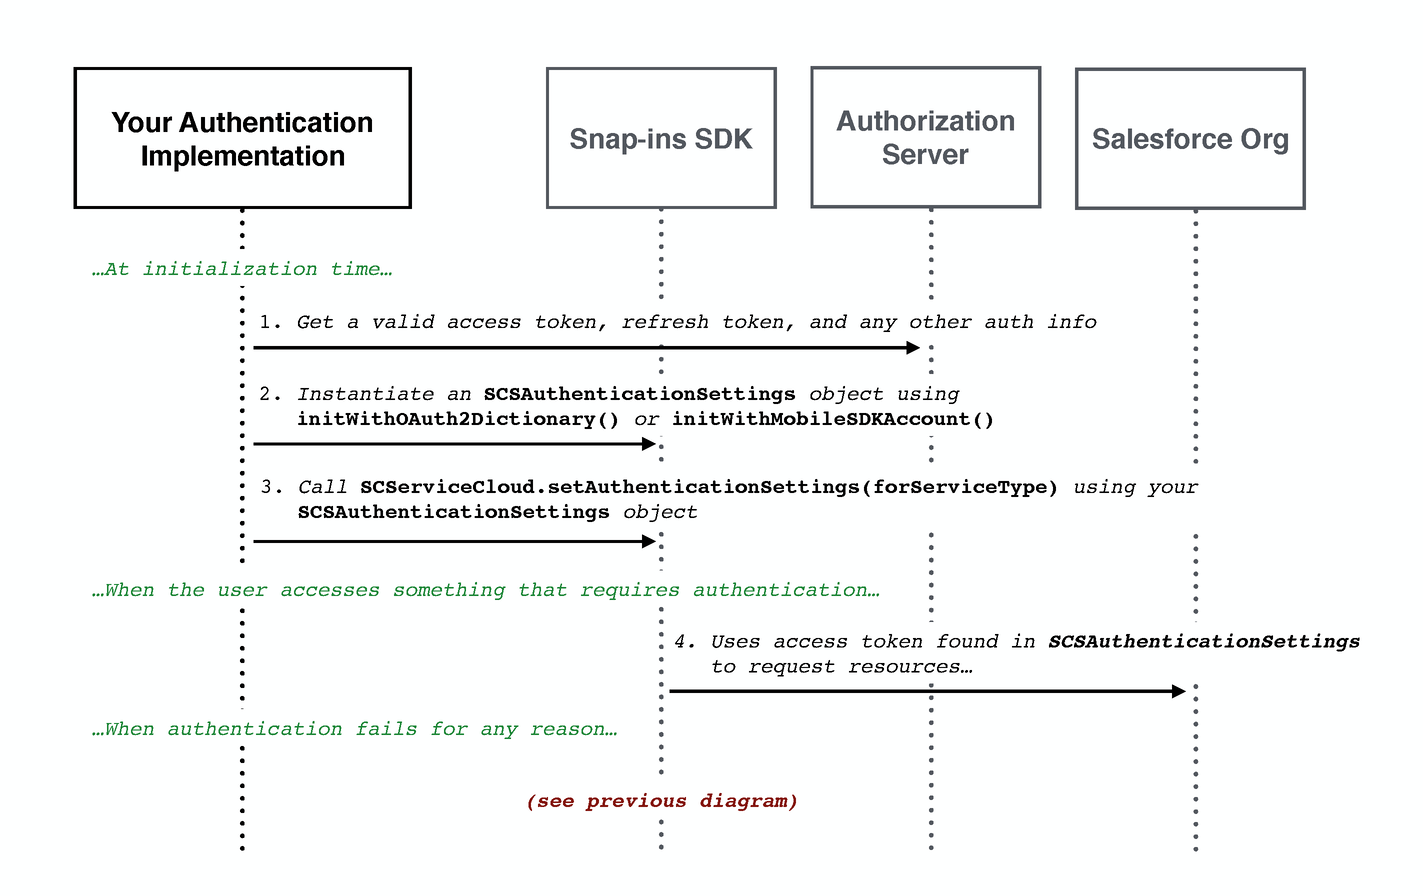 Your Authentication
Implementation
Snap-ins SDK
Authorization
Server
Salesforce Org
…At initialization time…
1. Get a valid access token, refresh token, and any other auth info
2. Instantiate an SCSAuthenticationSettings object using
initWithOAuth2Dictionary() or initWithMobileSDKAccount()
3. Call SCServiceCloud.setAuthenticationSettings(forServiceType) using your
SCSAuthenticationSettings object
…When the user accesses something that requires authentication…
4. Uses access token found in SCSAuthenticationSettings
to request resources…
…When authentication fails for any reason…
(see previous diagram)